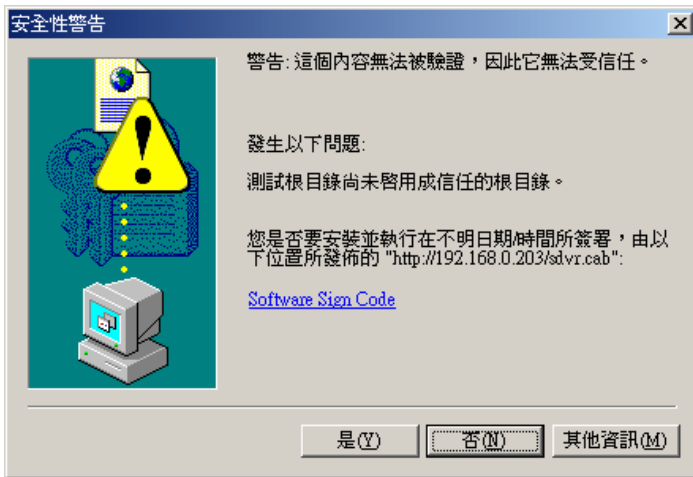 安全性警告
警告: 這個內容無法被驗證，因此它無法受信任。
發生以下問題:
測試根目錄尚未啓用成信任的根目錄。
您是否要安裝並執行在不明日期/時間所簽署，由以
下位置所發佈的 "http://192.168.0.203/sdvr.cab":
Software Sign Code
是(Y) 否(N) 其他資訊(M)